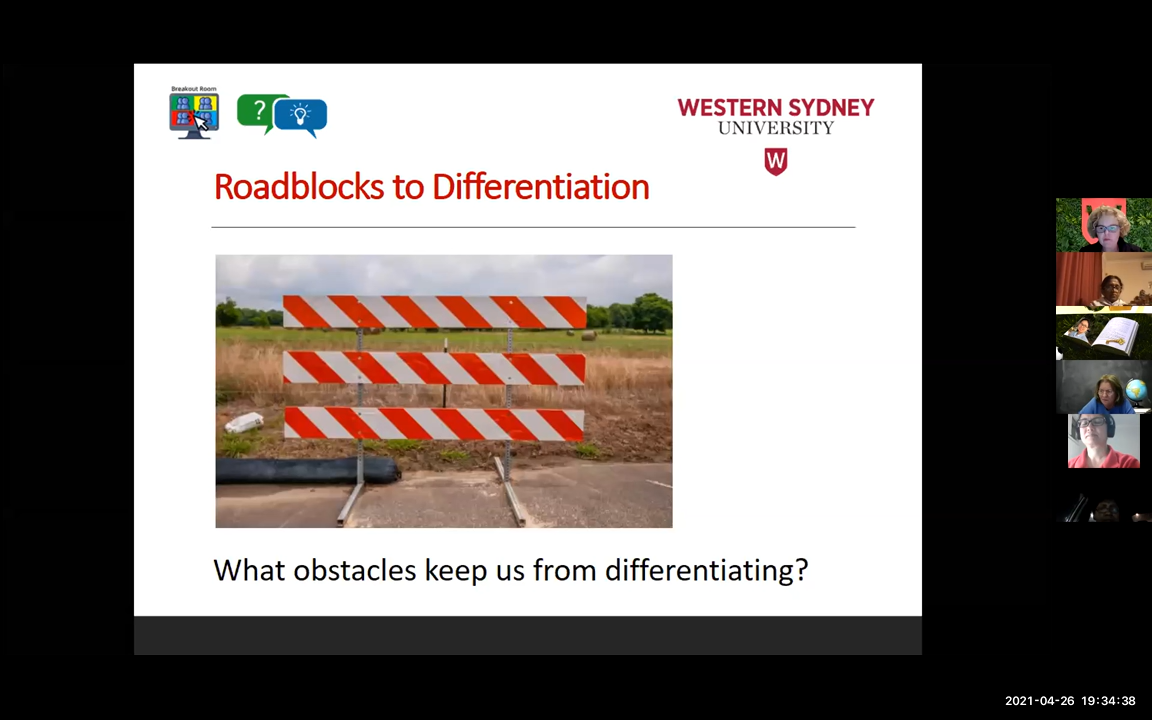 Breakout Room
?
WESTERN SYDNEY
UNIVERSITY
W
Roadblocks to Differentiation
What obstacles keep us from differentiating?
2021-04-26 19:34:38